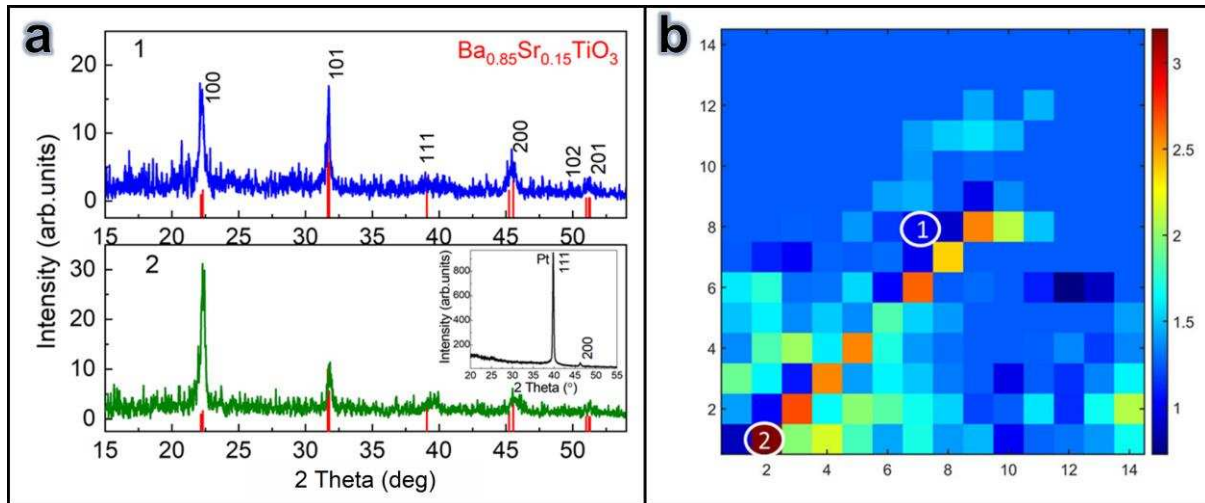 a
1
Ba0.85Sr0.15TiO3
100
101
111
200
102
201
20
10
0
15 20 25 30 35 40 45 50
2
30
20
10
0
15 20 25 30 35 40 45 50
Intensity (arb.units)
2 Theta (deg)
Pt
111
200
800
600
400
200
20 25 30 35 40 45 50 55
Intensity (arb.units)
2 Theta (°)
b
14
12
10
8
6
4
2
2 4 6 8 10 12 14
1
2
3
2.5
2
1.5
1